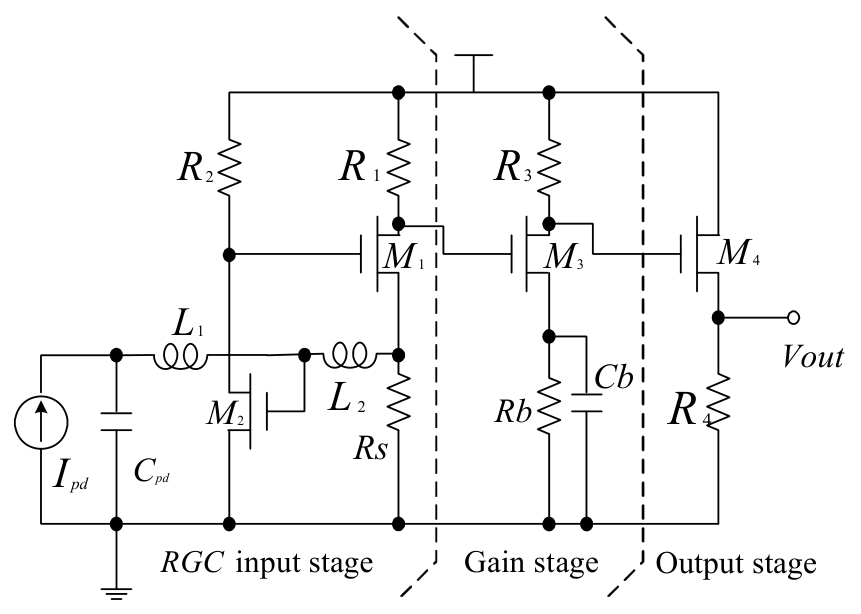 R2
R1
R3
M1
M3
M4
L1
L2
Vout
M2
Cb
Rb
R4
Rs
Ipd
Cpd
RGC input stage
Gain stage
Output stage